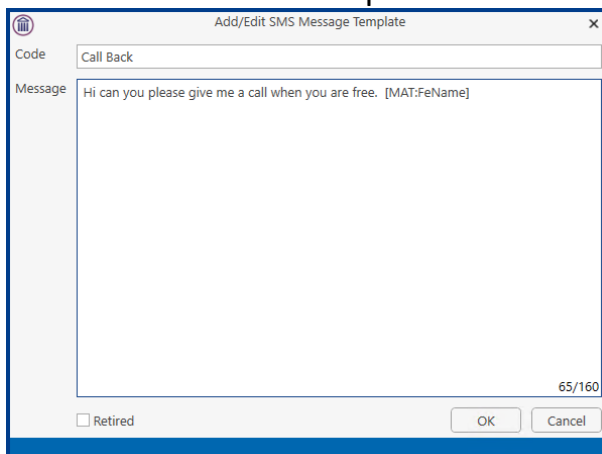 Add/Edit SMS Message Template
Code Call Back
Message Hi can you please give me a call when you are free.  [MAT:FeName]
65/160
Retired OK Cancel